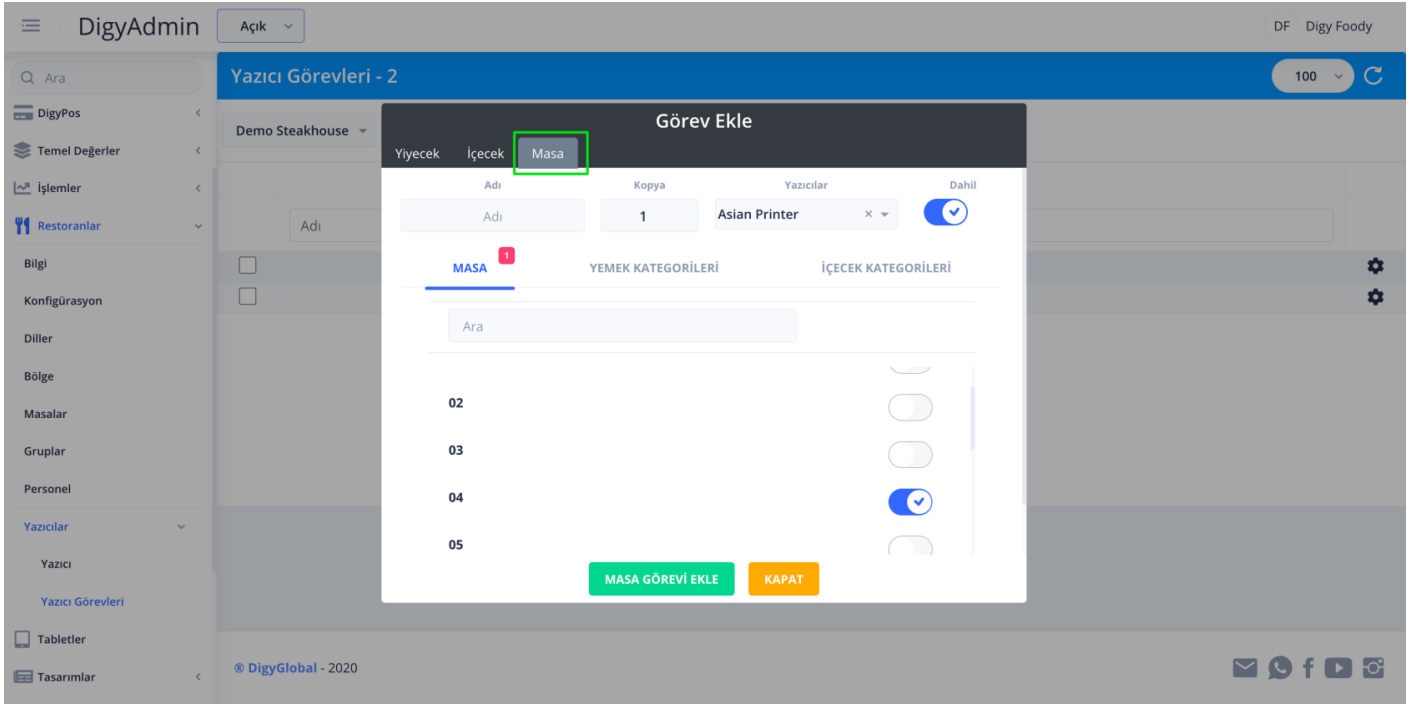 DigyAdmin
Açık
DF Digy Foody
Ara
Yazıcı Görevleri - 2
100
DigyPos
Temel Değerler
İşlemler
Restoranlar
Bilgi
Konfigürasyon
Diller
Bölge
Masalar
Gruplar
Personel
Yazıcılar
Yazıcı
Yazıcı Görevleri
Tabletler
Tasarımlar
Demo Steakhouse
Adı
Görev Ekle
Yiyecek İçecek Masa
Adı Kopya Yazıcılar Dahil
Adı 1 Asian Printer ×
MASA 1 YEMEK KATEGORİLERİ İÇECEK KATEGORİLERİ
Ara
02
03
04
05
MASA GÖREVİ EKLE KAPAT
® DigyGlobal - 2020